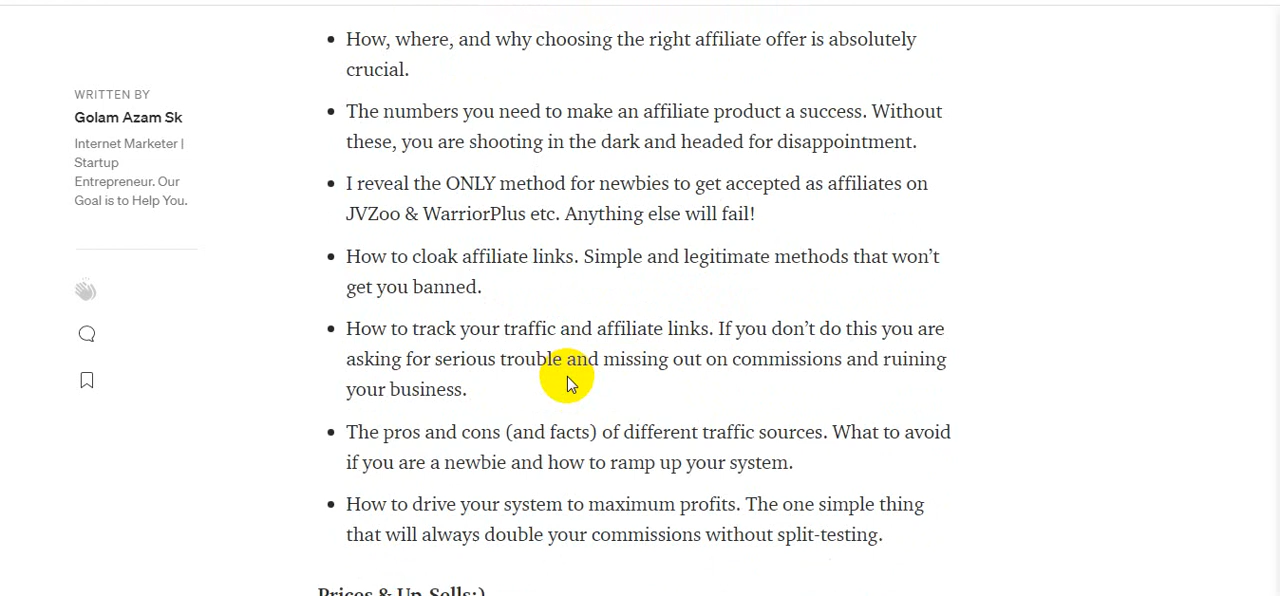 How, where, and why choosing the right affiliate offer is absolutely
crucial.
WRITTEN BY
Golam Azam Sk
Internet Marketer |
Startup
Entrepreneur. Our
Goal is to Help You.
The numbers you need to make an affiliate product a success. Without
these, you are shooting in the dark and headed for disappointment.
I reveal the ONLY method for newbies to get accepted as affiliates on
JVZoo & WarriorPlus etc. Anything else will fail!
How to cloak affiliate links. Simple and legitimate methods that won’t
get you banned.
How to track your traffic and affiliate links. If you don’t do this you are
asking for serious trouble and missing out on commissions and ruining
your business.
The pros and cons (and facts) of different traffic sources. What to avoid
if you are a newbie and how to ramp up your system.
How to drive your system to maximum profits. The one simple thing
that will always double your commissions without split-testing.
Prices & Up-Sells:)